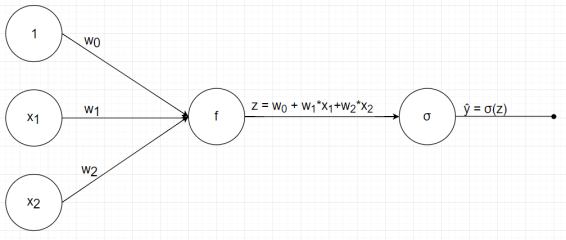 1
w₀
x₁
w₁
x₂
w₂
f
z = w₀ + w₁*x₁+w₂*x₂
σ
ŷ = σ(z)